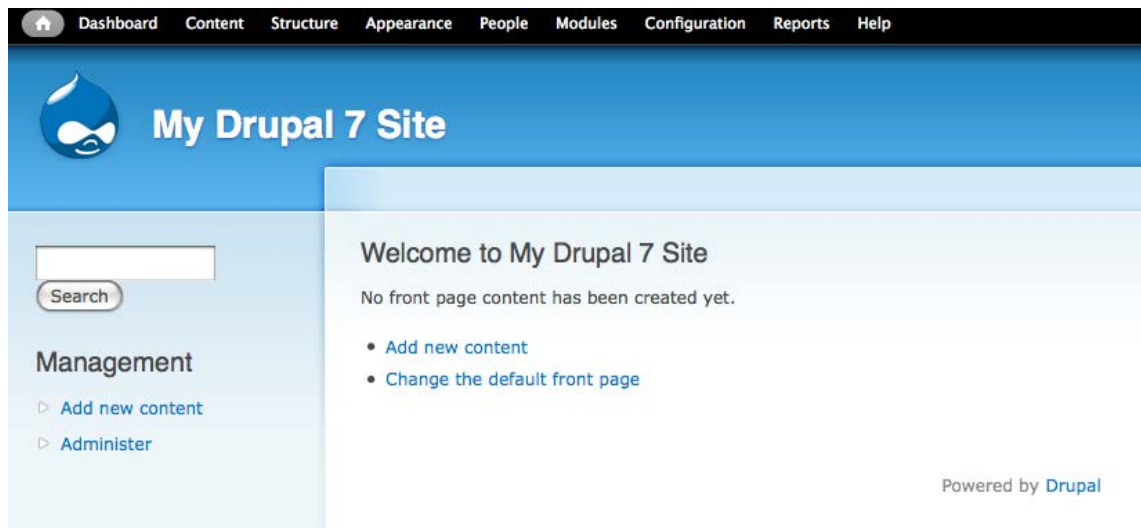 Dashboard Content Structure Appearance People Modules Configuration Reports Help
My Drupal 7 Site
Search
Management
Add new content
Administer
Welcome to My Drupal 7 Site
No front page content has been created yet.
Add new content
Change the default front page
Powered by Drupal